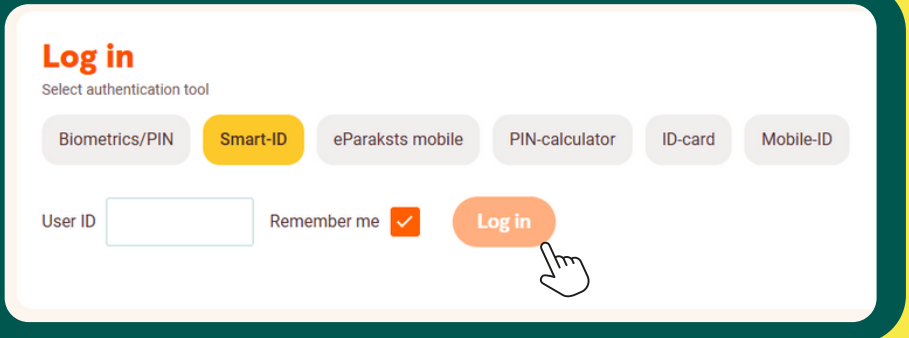 Log in
Select authentication tool
Biometrics/PIN Smart-ID eParaksts mobile PIN-calculator ID-card Mobile-ID
User ID Remember me Log in